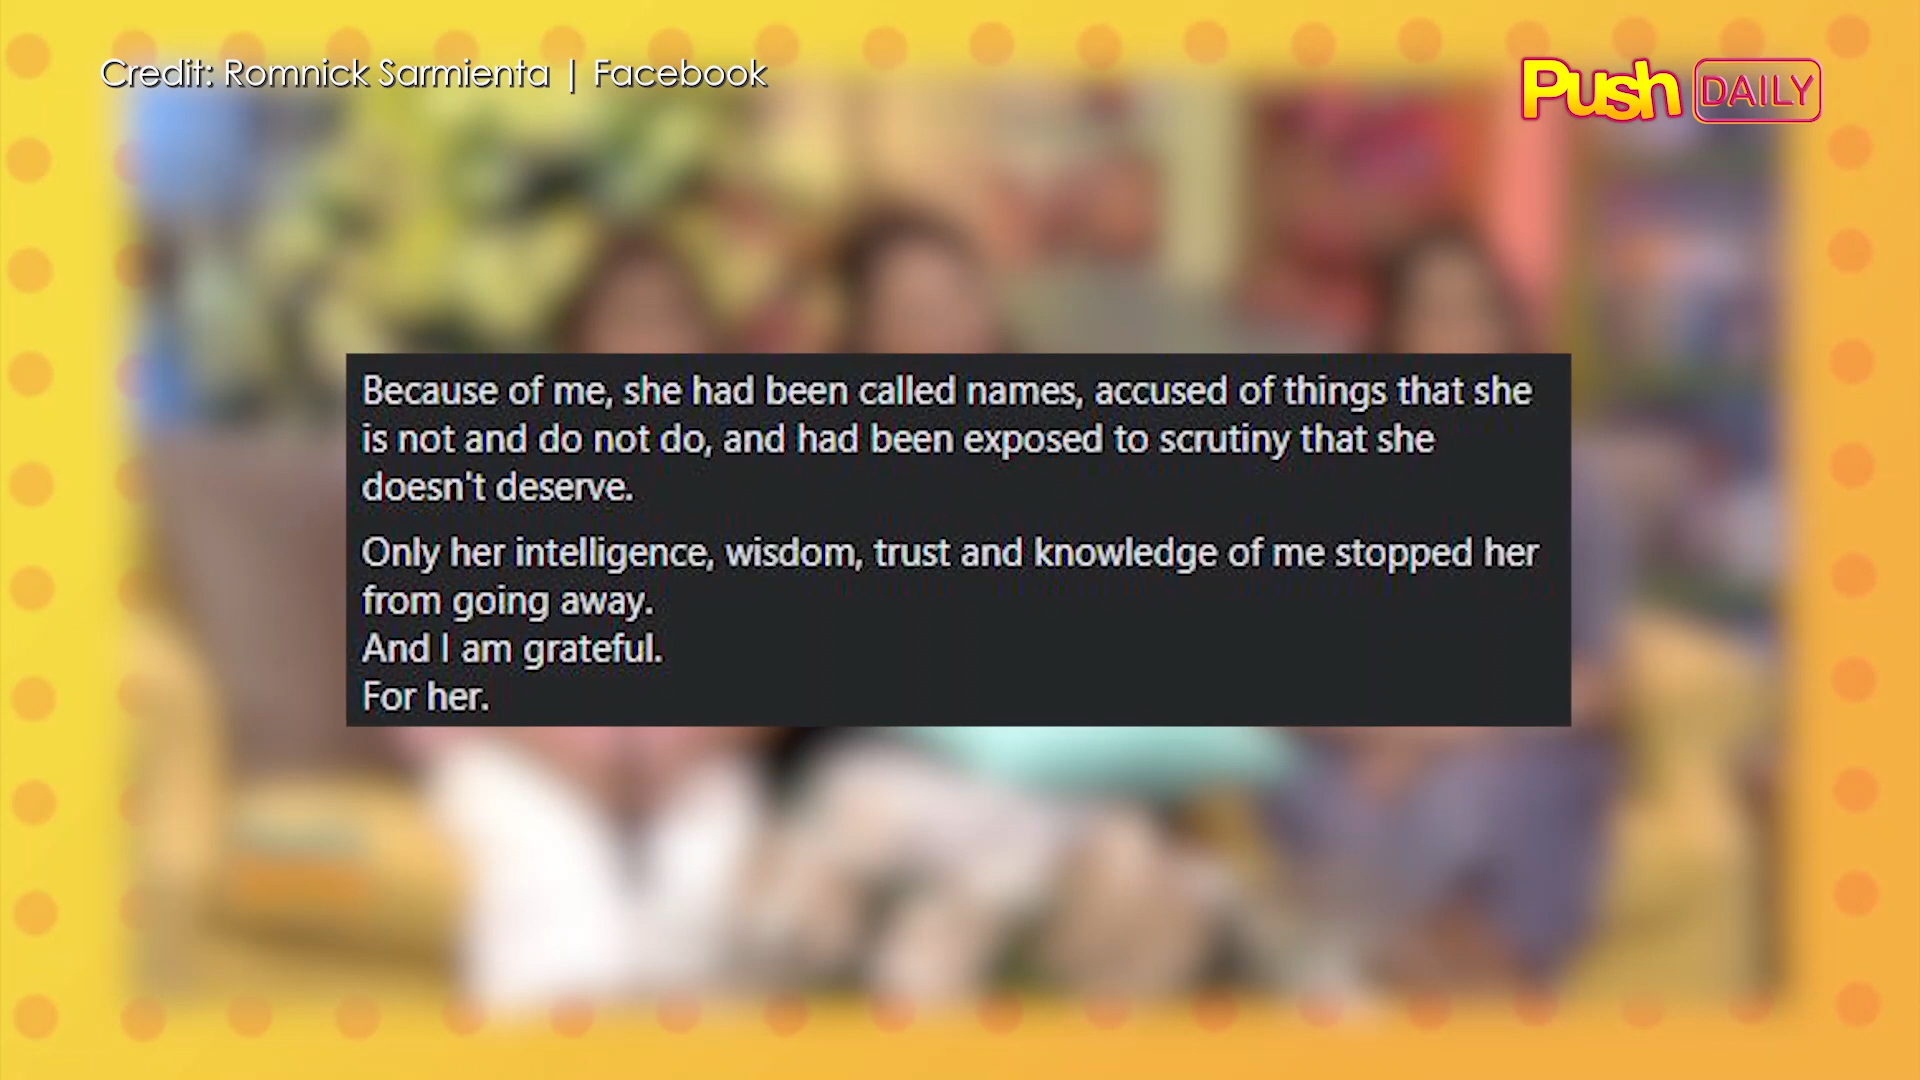 Credit: Romnick Sarmienta | Facebook
Push DAILY
Because of me, she had been called names, accused of things that she
is not and do not do, and had been exposed to scrutiny that she
doesn't deserve.
Only her intelligence, wisdom, trust and knowledge of me stopped her
from going away.
And I am grateful.
For her.